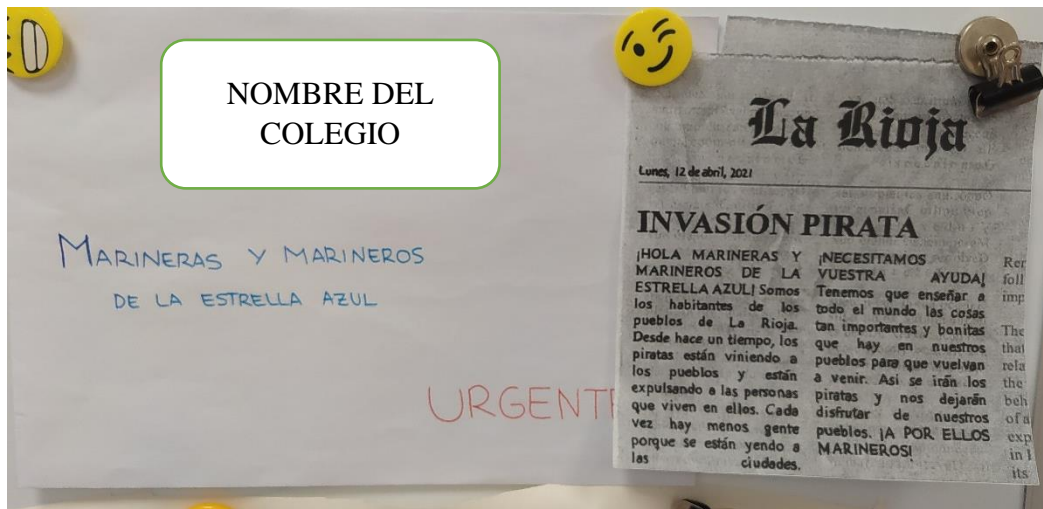 NOMBRE DEL
COLEGIO
MARINERAS Y MARINEROS
DE LA ESTRELLA AZUL
URGENT
La Rioja
Lunes, 12 de abril, 2021
INVASIÓN PIRATA
¡HOLA MARINERAS Y
MARINEROS DE LA
ESTRELLA AZUL! Somos
los habitantes de los
pueblos de La Rioja.
Desde hace un tiempo, los
piratas están viniendo a
los pueblos y están
expulsando a las personas
que viven en ellos. Cada
vez hay menos gente
porque se están yendo a
las ciudades.
¡NECESITAMOS
VUESTRA AYUDA!
Tenemos que enseñar a
todo el mundo las cosas
tan importantes y bonitas
que hay en nuestros
pueblos para que vuelvan
a venir. Así se irán los
piratas y nos dejarán
disfrutar de nuestros
pueblos. ¡A POR ELLOS
MARINEROS!